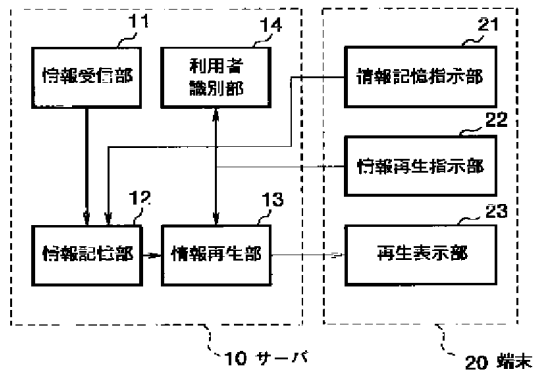 11
情報受信部
14
利用者
識別部
21
情報記憶指示部
22
情報再生指示部
12
情報記憶部
13
情報再生部
23
再生表示部
10 サーバ
20 端末